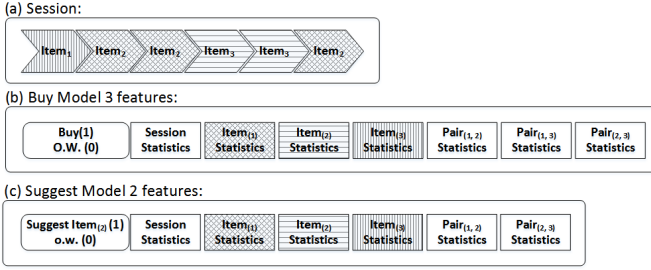 (a) Session:
Item₁ Item₂ Item₂ Item₃ Item₃ Item₂
(b) Buy Model 3 features:
Buy(1) Session Item₍₁₎ Item₍₂₎ Item₍₃₎ Pair₍₁, ₂₎ Pair₍₁, ₃₎ Pair₍₂, ₃₎
O.W. (0) Statistics Statistics Statistics Statistics Statistics Statistics Statistics
(c) Suggest Model 2 features:
Suggest Item₍₂₎ (1) Session Item₍₁₎ Item₍₂₎ Item₍₃₎ Pair₍₁, ₂₎ Pair₍₂, ₃₎
o.w. (0) Statistics Statistics Statistics Statistics Statistics Statistics